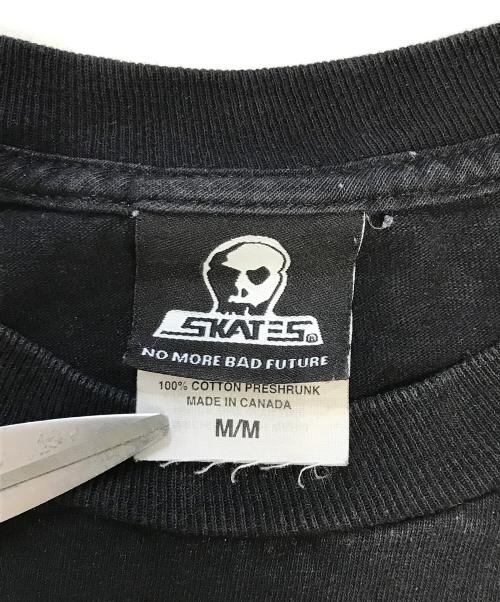 SKATES®
NO MORE BAD FUTURE
100% COTTON PRESHRUNK
MADE IN CANADA
M/M